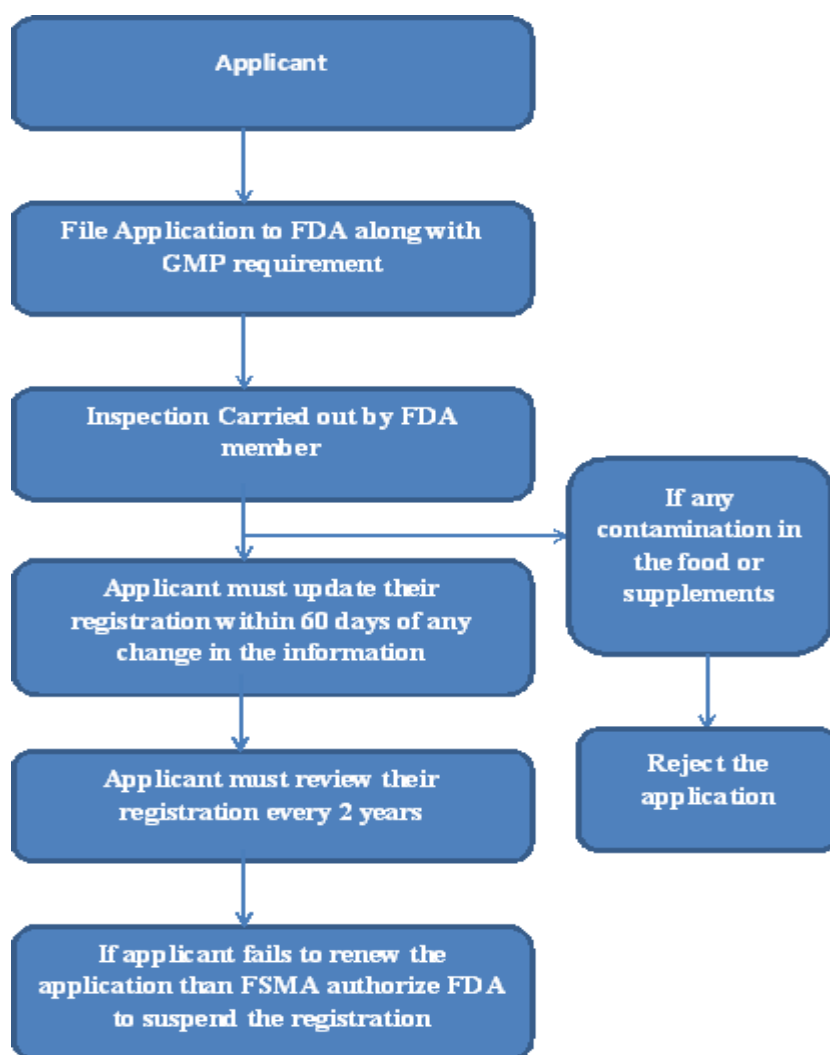 Applicant
File Application to FDA along with
GMP requirement
Inspection Carried out by FDA
member
If any
contamination in
the food or
supplements
Applicant must update their
registration within 60 days of any
change in the information
Reject the
application
Applicant must review their
registration every 2 years
If applicant fails to renew the
application than FSMA authorize FDA
to suspend the registration